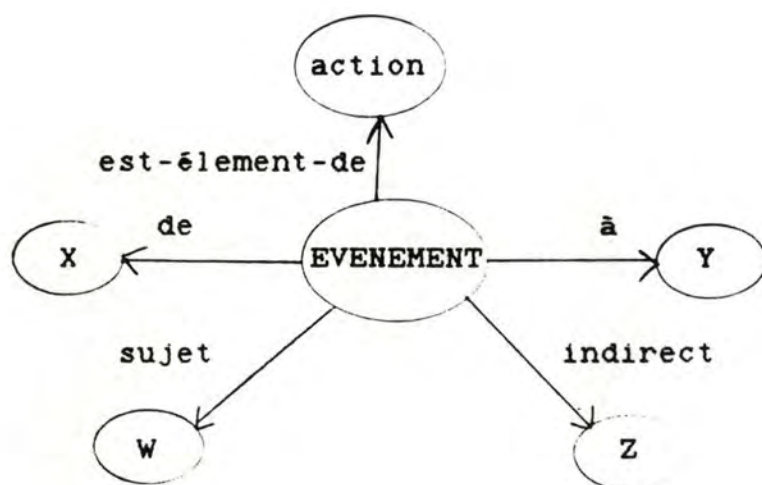 action
est-élement-de
de
à
X
EVENEMENT
Y
sujet
indirect
W
Z